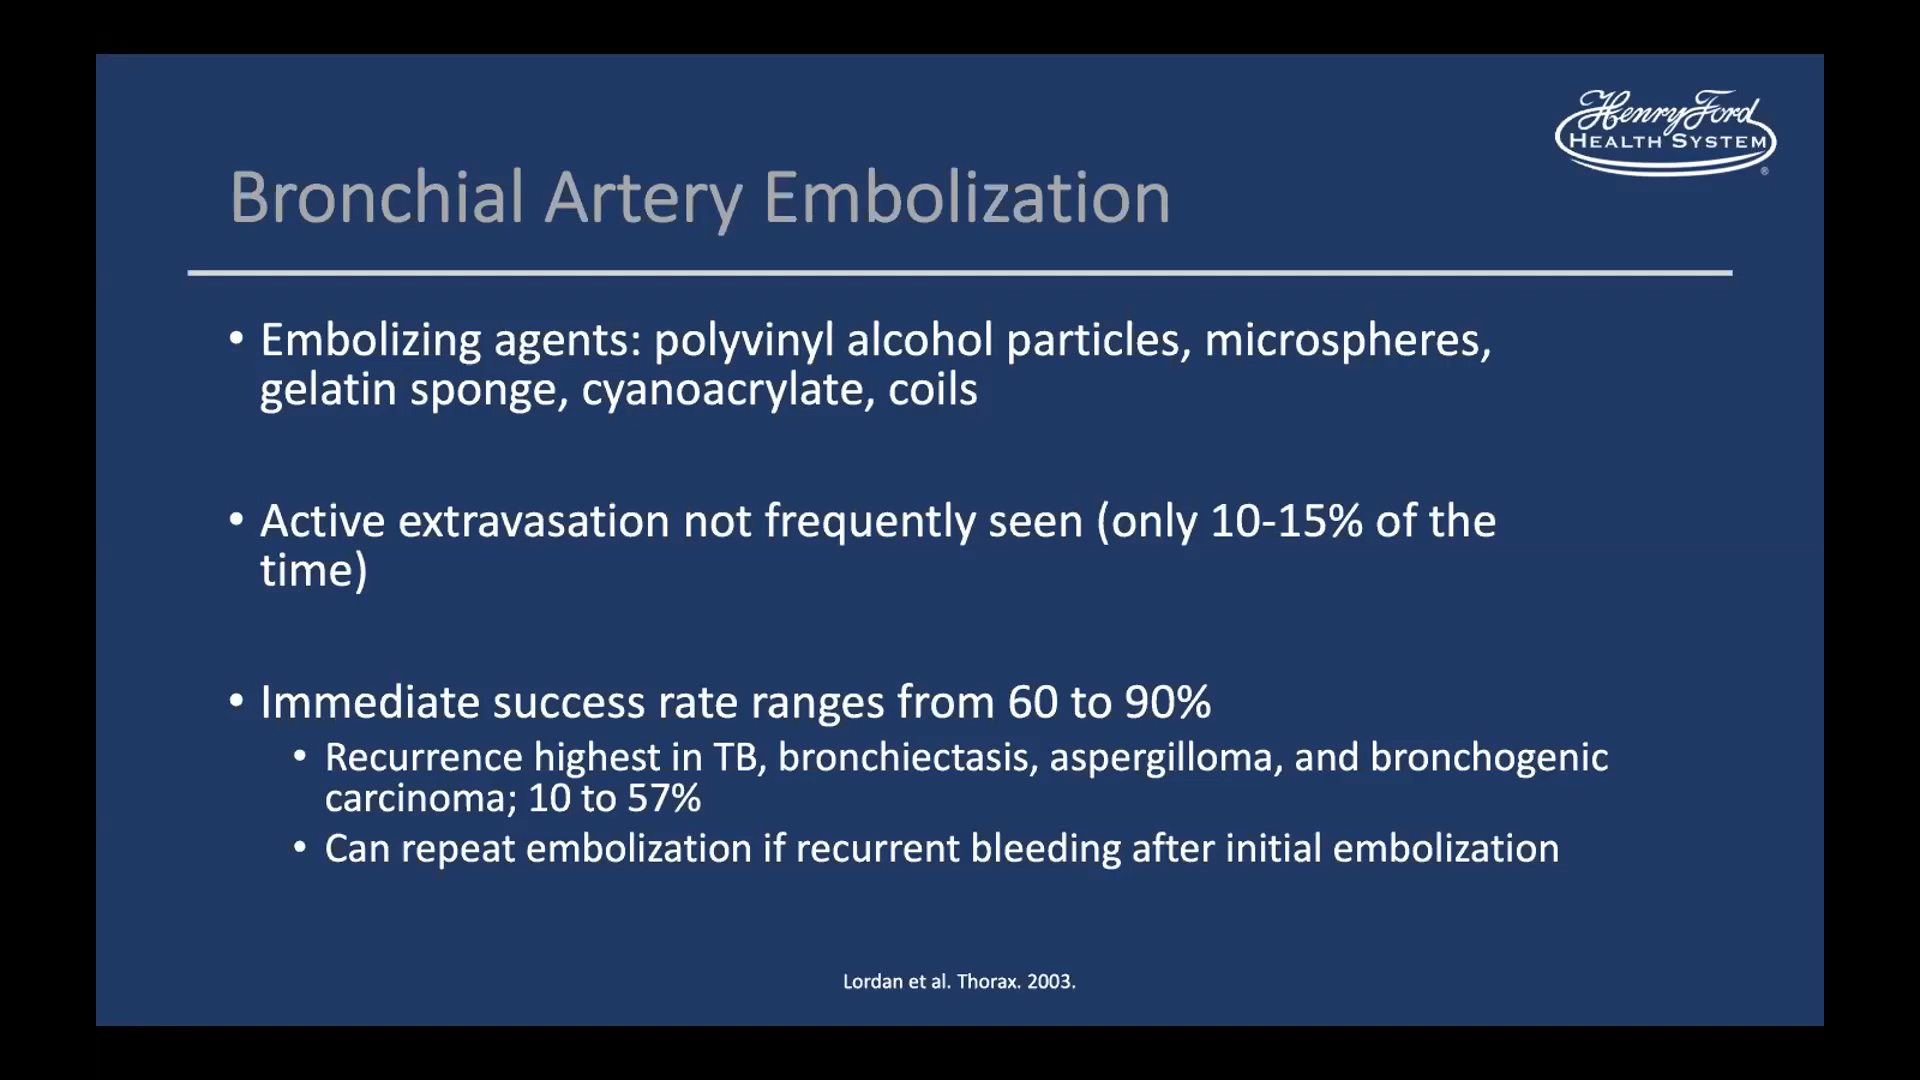 Henry Ford
HEALTH SYSTEM
®
Bronchial Artery Embolization
• Embolizing agents: polyvinyl alcohol particles, microspheres,
gelatin sponge, cyanoacrylate, coils
• Active extravasation not frequently seen (only 10-15% of the
time)
• Immediate success rate ranges from 60 to 90%
• Recurrence highest in TB, bronchiectasis, aspergilloma, and bronchogenic
carcinoma; 10 to 57%
• Can repeat embolization if recurrent bleeding after initial embolization
Lordan et al. Thorax. 2003.